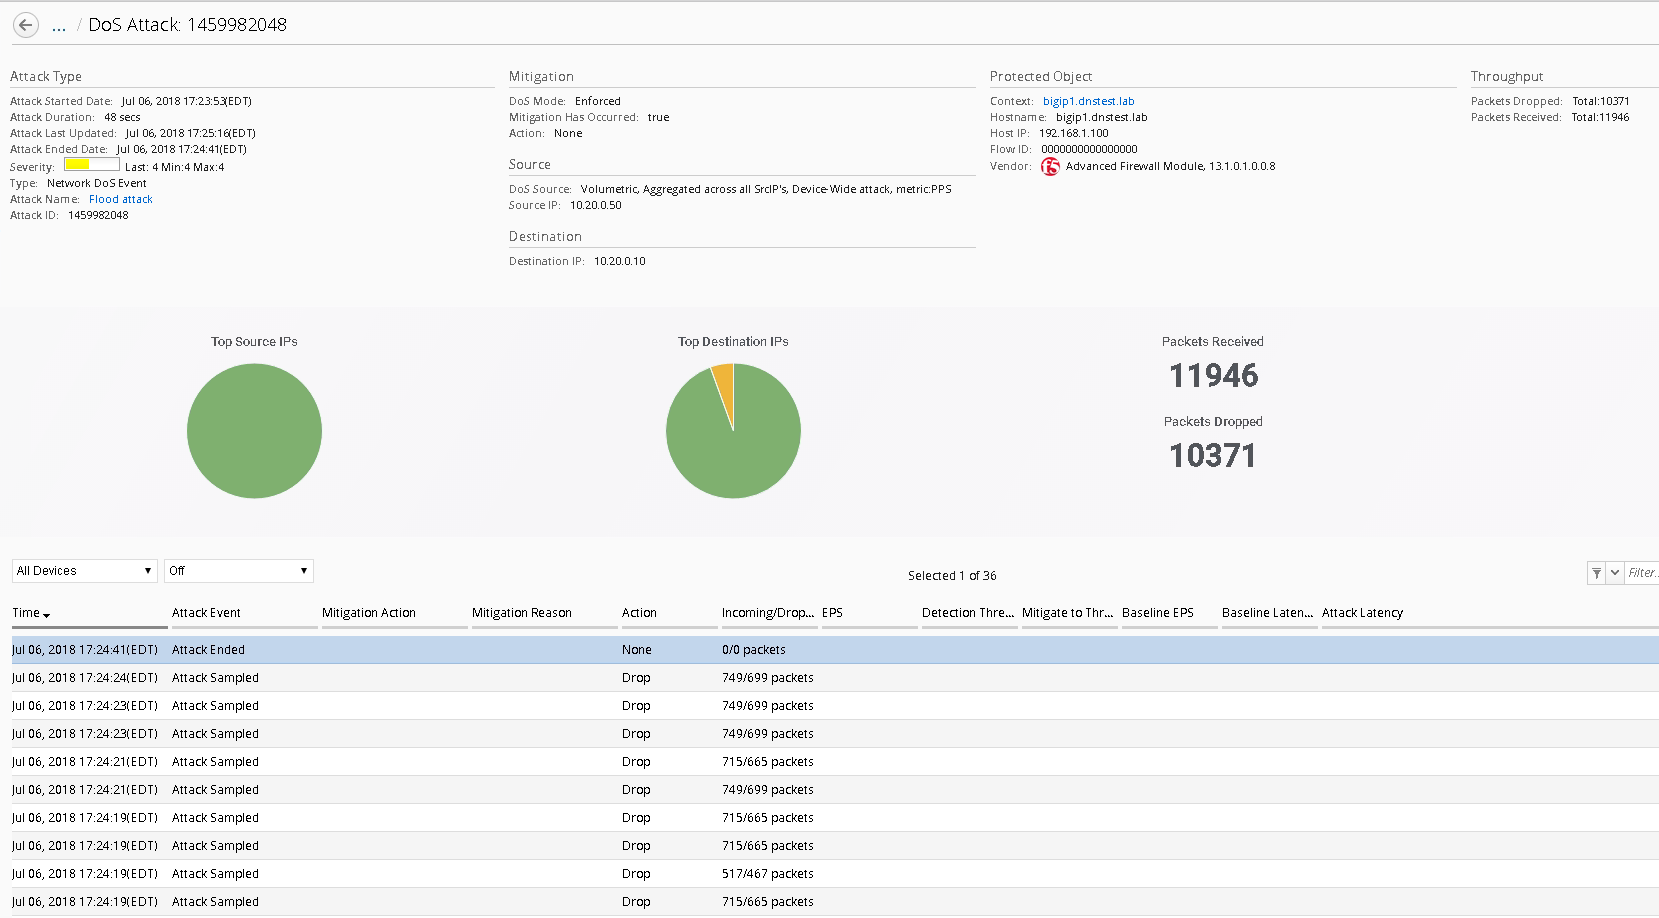 ... / DoS Attack: 1459982048
Attack Type
Attack Started Date: Jul 06, 2018 17:23:53(EDT)
Attack Duration: 48 secs
Attack Last Updated: Jul 06, 2018 17:25:16(EDT)
Attack Ended Date: Jul 06, 2018 17:24:41(EDT)
Severity: Last: 4 Min:4 Max:4
Type: Network DoS Event
Attack Name: Flood attack
Attack ID: 1459982048
Mitigation
DoS Mode: Enforced
Mitigation Has Occurred: true
Action: None
Source
DoS Source: Volumetric, Aggregated across all SrcIP's, Device-Wide attack, metric:PPS
Source IP: 10.20.0.50
Destination
Destination IP: 10.20.0.10
Protected Object
Context: bigip1.dnstest.lab
Hostname: bigip1.dnstest.lab
Host IP: 192.168.1.100
Flow ID: 0000000000000000
Vendor: f5 Advanced Firewall Module, 13.1.0.1.0.0.8
Throughput
Packets Dropped: Total:10371
Packets Received: Total:11946
Top Source IPs
Top Destination IPs
Packets Received
11946
Packets Dropped
10371
All Devices Off Selected 1 of 36 Filter...
Time Attack Event Mitigation Action Mitigation Reason Action Incoming/Drop... EPS Detection Thre... Mitigate to Thr... Baseline EPS Baseline Laten... Attack Latency
Jul 06, 2018 17:24:41(EDT) Attack Ended None 0/0 packets
Jul 06, 2018 17:24:24(EDT) Attack Sampled Drop 749/699 packets
Jul 06, 2018 17:24:23(EDT) Attack Sampled Drop 749/699 packets
Jul 06, 2018 17:24:23(EDT) Attack Sampled Drop 749/699 packets
Jul 06, 2018 17:24:21(EDT) Attack Sampled Drop 715/665 packets
Jul 06, 2018 17:24:21(EDT) Attack Sampled Drop 749/699 packets
Jul 06, 2018 17:24:19(EDT) Attack Sampled Drop 715/665 packets
Jul 06, 2018 17:24:19(EDT) Attack Sampled Drop 715/665 packets
Jul 06, 2018 17:24:19(EDT) Attack Sampled Drop 517/467 packets
Jul 06, 2018 17:24:19(EDT) Attack Sampled Drop 715/665 packets